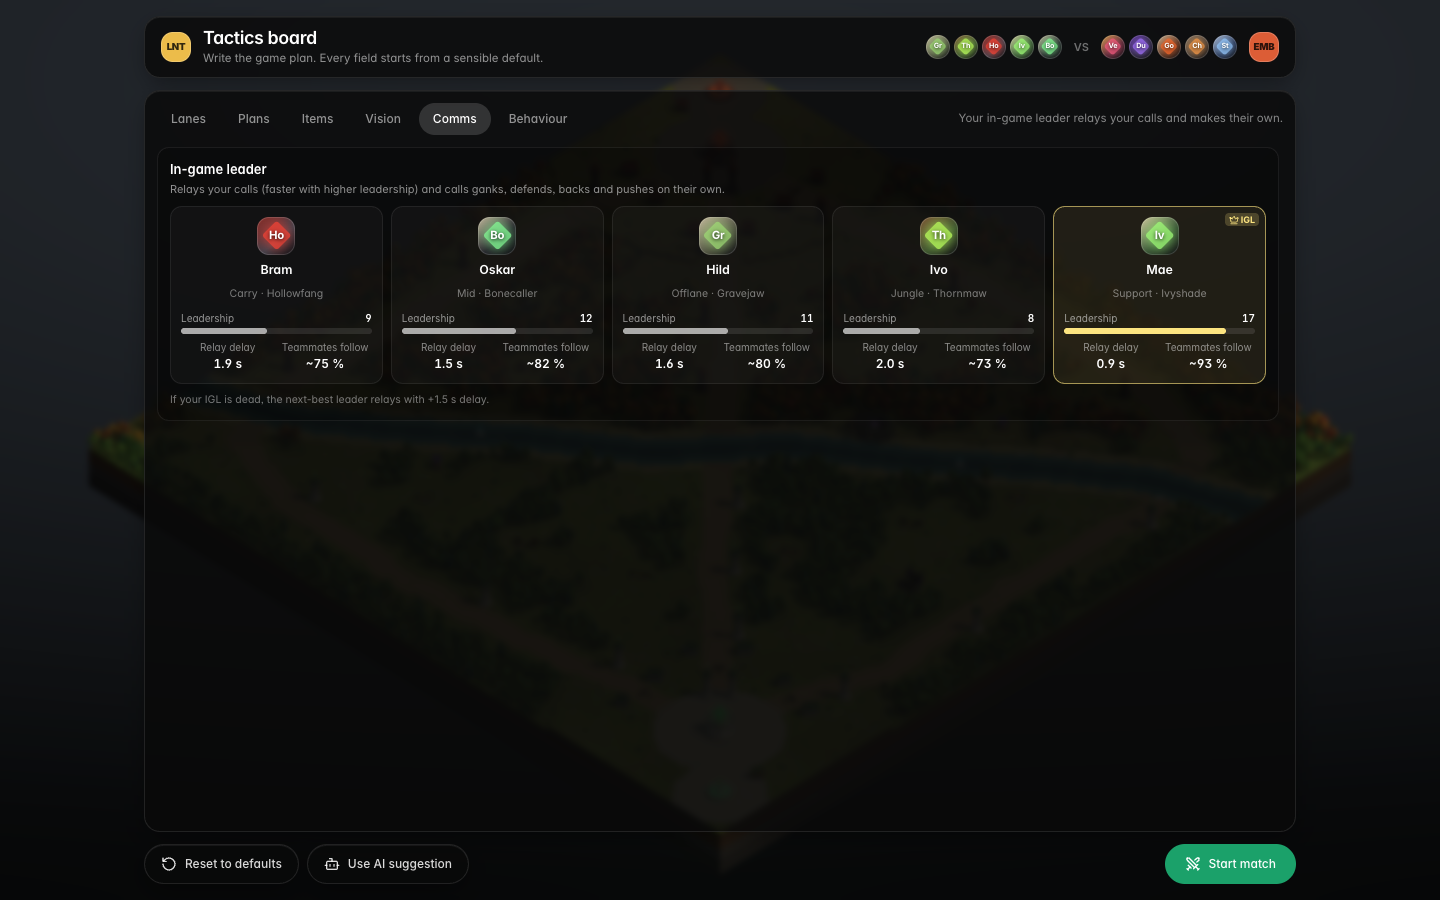 LNT
Tactics board
Write the game plan. Every field starts from a sensible default.
Gr Th Ho Iv Bo VS Ve Du Go Ch St EMB
Lanes Plans Items Vision Comms Behaviour
Your in-game leader relays your calls and makes their own.
In-game leader
Relays your calls (faster with higher leadership) and calls ganks, defends, backs and pushes on their own.
Ho
Bram
Carry · Hollowfang
Leadership 9
Relay delay Teammates follow
1.9 s ~75 %
Bo
Oskar
Mid · Bonecaller
Leadership 12
Relay delay Teammates follow
1.5 s ~82 %
Gr
Hild
Offlane · Gravejaw
Leadership 11
Relay delay Teammates follow
1.6 s ~80 %
Th
Ivo
Jungle · Thornmaw
Leadership 8
Relay delay Teammates follow
2.0 s ~73 %
IGL
Iv
Mae
Support · Ivyshade
Leadership 17
Relay delay Teammates follow
0.9 s ~93 %
If your IGL is dead, the next-best leader relays with +1.5 s delay.
Reset to defaults
Use AI suggestion
Start match